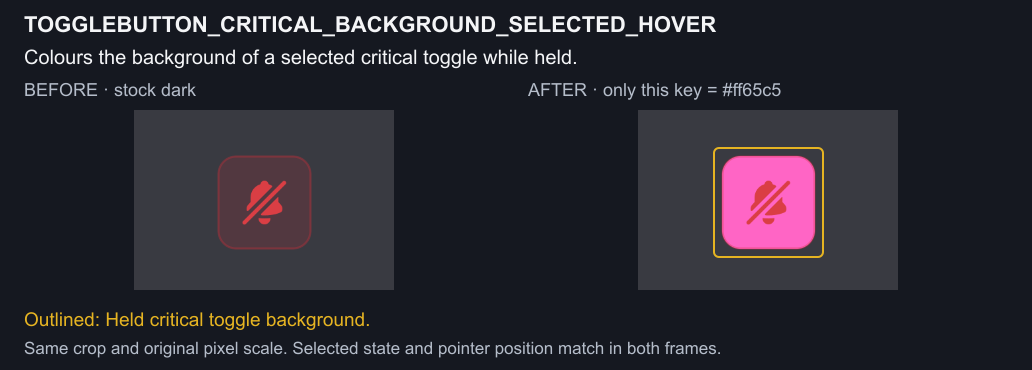 TOGGLEBUTTON_CRITICAL_BACKGROUND_SELECTED_HOVER
Colours the background of a selected critical toggle while held.
BEFORE · stock dark
AFTER · only this key = #ff65c5
Outlined: Held critical toggle background.
Same crop and original pixel scale. Selected state and pointer position match in both frames.